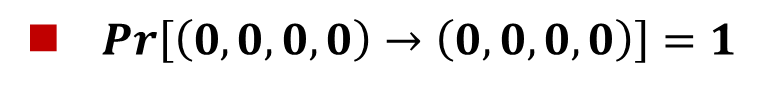 ■ Pr[(0, 0, 0, 0) → (0, 0, 0, 0)] = 1